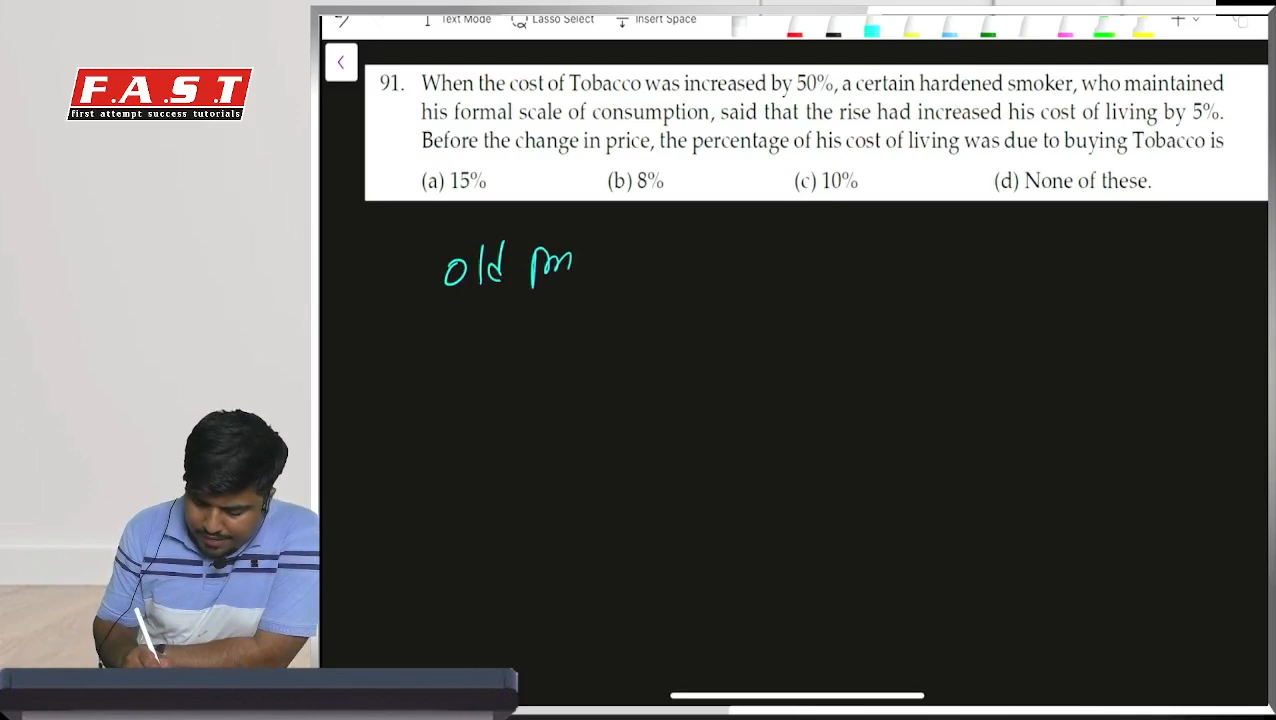 Text Mode
Lasso Select
Insert Space
F.A.S.T
first attempt success tutorials
91. When the cost of Tobacco was increased by 50%, a certain hardened smoker, who maintained
his formal scale of consumption, said that the rise had increased his cost of living by 5%.
Before the change in price, the percentage of his cost of living was due to buying Tobacco is
(a) 15% (b) 8% (c) 10% (d) None of these.
old